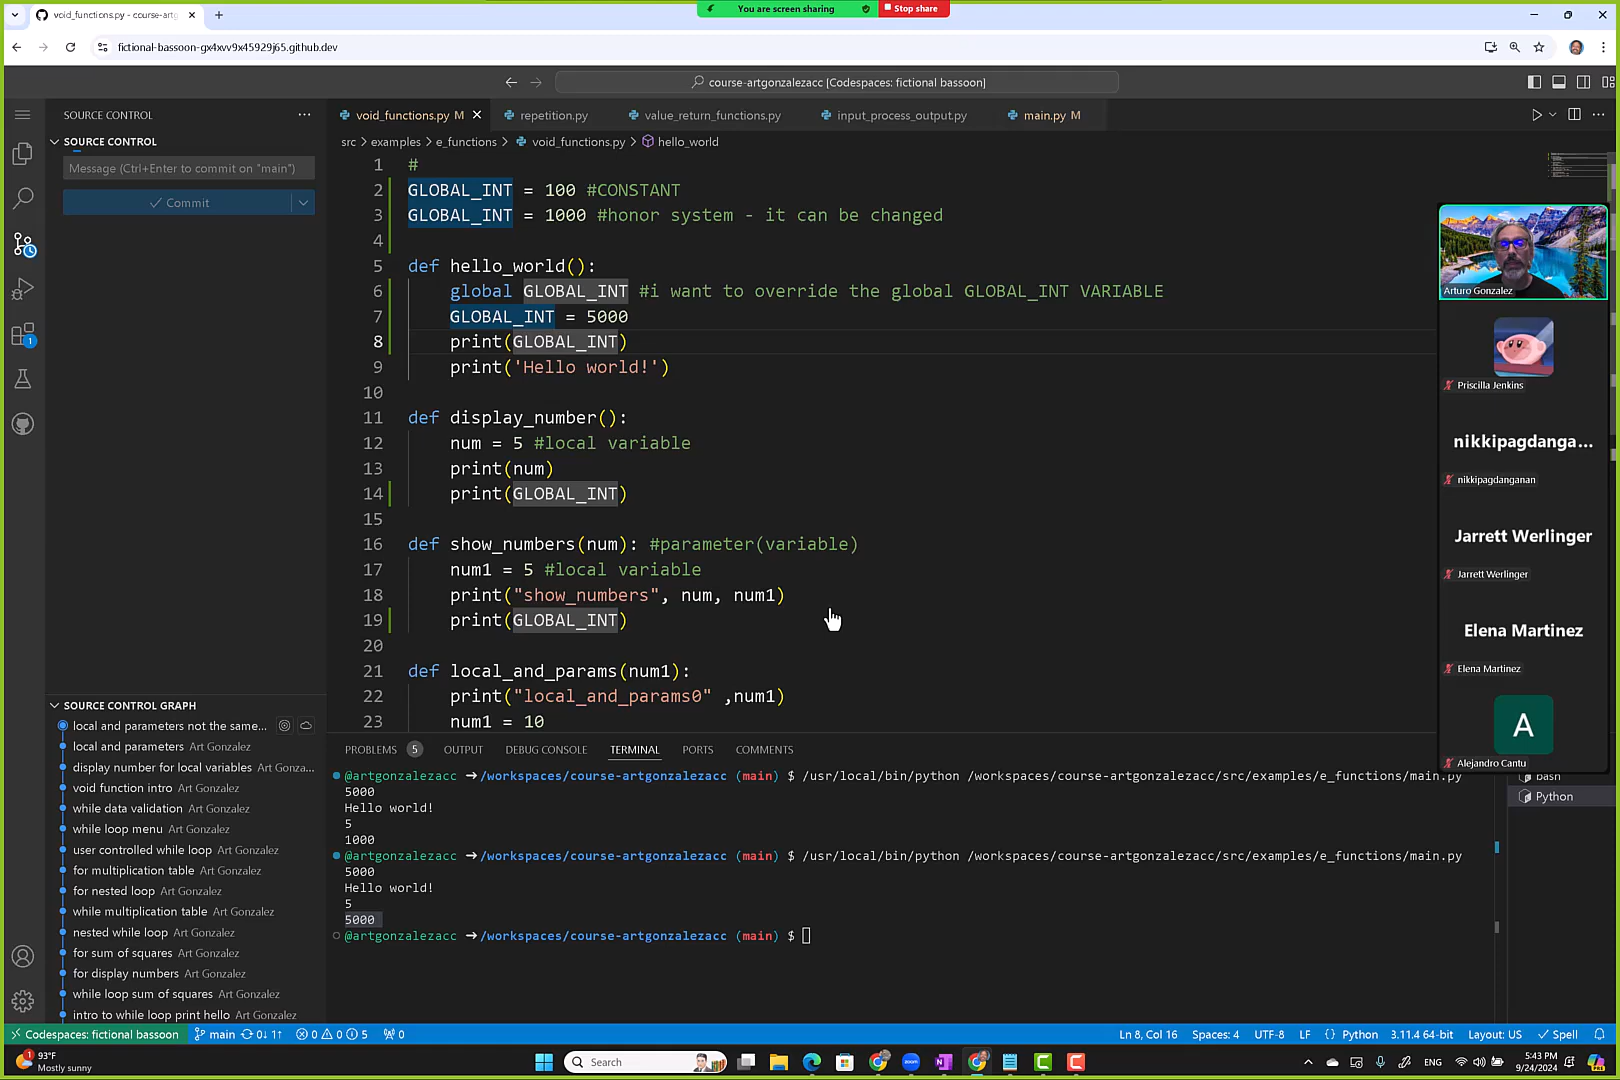 You are screen sharing
Stop share
void_functions.py - course-artg
fictional-bassoon-gx4xvv9x45929j65.github.dev
course-artgonzalezacc [Codespaces: fictional bassoon]
SOURCE CONTROL
void_functions.py M
repetition.py
value_return_functions.py
input_process_output.py
main.py M
SOURCE CONTROL
src > examples > e_functions > void_functions.py > hello_world
Message (Ctrl+Enter to commit on "main")
Commit
1 #
2 GLOBAL_INT = 100 #CONSTANT
3 GLOBAL_INT = 1000 #honor system - it can be changed
4
5 def hello_world():
6 global GLOBAL_INT #i want to override the global GLOBAL_INT VARIABLE
7 GLOBAL_INT = 5000
8 print(GLOBAL_INT)
9 print('Hello world!')
10
11 def display_number():
12 num = 5 #local variable
13 print(num)
14 print(GLOBAL_INT)
15
16 def show_numbers(num): #parameter(variable)
17 num1 = 5 #local variable
18 print("show_numbers", num, num1)
19 print(GLOBAL_INT)
20
21 def local_and_params(num1):
22 print("local_and_params0" ,num1)
23 num1 = 10
Arturo Gonzalez
Priscilla Jenkins
nikkipagdanga...
nikkipagdanganan
Jarrett Werlinger
Jarrett Werlinger
Elena Martinez
Elena Martinez
A
Alejandro Cantu
1
SOURCE CONTROL GRAPH
local and parameters not the same...
local and parameters Art Gonzalez
display number for local variables Art Gonza...
void function intro Art Gonzalez
while data validation Art Gonzalez
while loop menu Art Gonzalez
user controlled while loop Art Gonzalez
for multiplication table Art Gonzalez
for nested loop Art Gonzalez
while multiplication table Art Gonzalez
nested while loop Art Gonzalez
for sum of squares Art Gonzalez
for display numbers Art Gonzalez
while loop sum of squares Art Gonzalez
intro to while loop print hello Art Gonzalez
PROBLEMS 5 OUTPUT DEBUG CONSOLE TERMINAL PORTS COMMENTS
@artgonzalezacc ➜/workspaces/course-artgonzalezacc (main) $ /usr/local/bin/python /workspaces/course-artgonzalezacc/src/examples/e_functions/main.py
5000
Hello world!
5
1000
@artgonzalezacc ➜/workspaces/course-artgonzalezacc (main) $ /usr/local/bin/python /workspaces/course-artgonzalezacc/src/examples/e_functions/main.py
5000
Hello world!
5
5000
@artgonzalezacc ➜/workspaces/course-artgonzalezacc (main) $
bash
Python
Codespaces: fictional bassoon
main 0↓ 1↑
0 0 5
0
Ln 8, Col 16
Spaces: 4
UTF-8
LF
{} Python
3.11.4 64-bit
Layout: US
Spell
1
93°F
Mostly sunny
Search
ENG
5:43 PM
9/24/2024